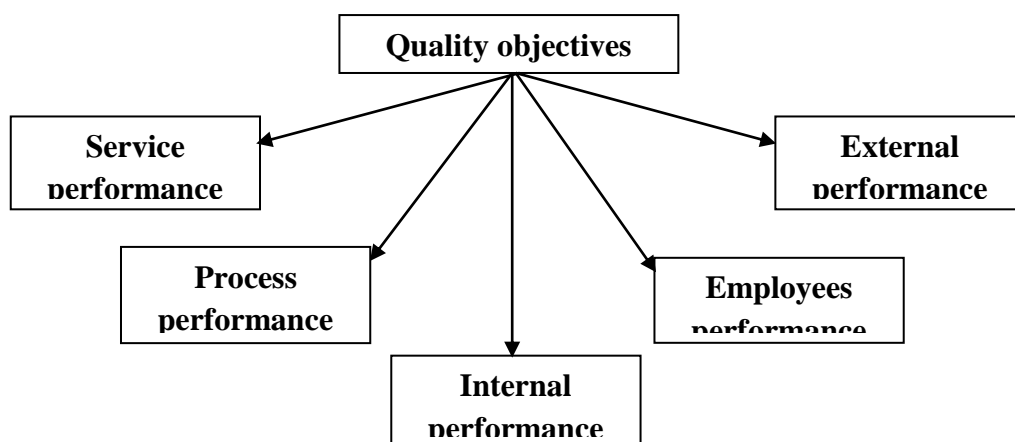 Quality objectives
Service
performance
External
performance
Process
performance
Employees
performance
Internal
performance